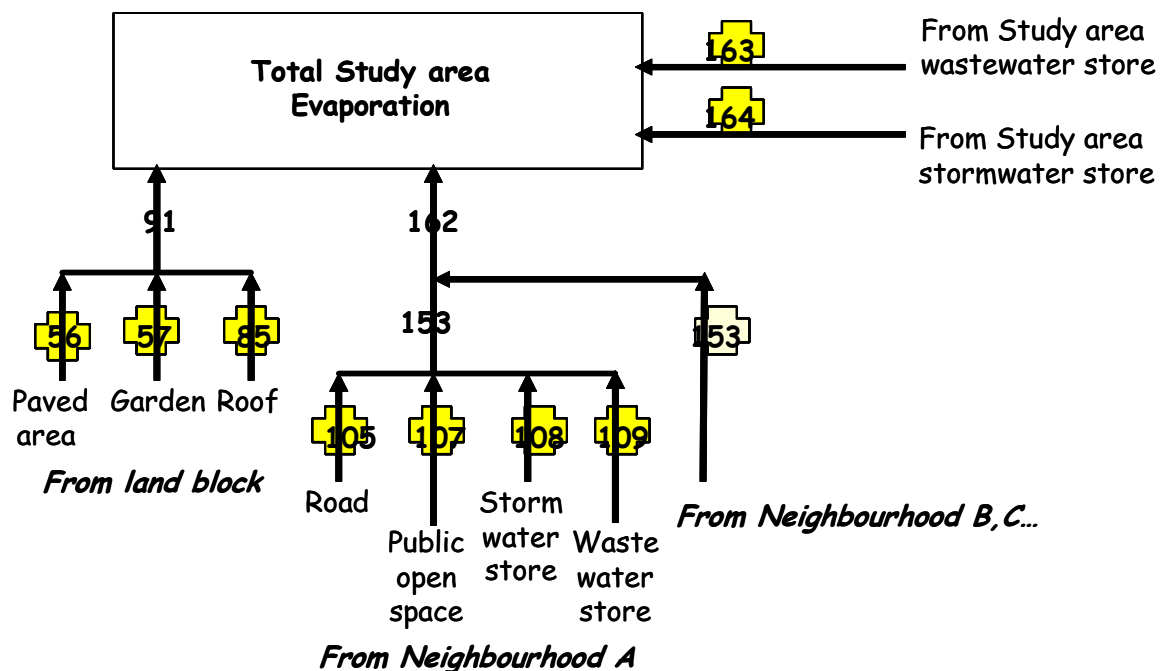 Total Study area
Evaporation
163
From Study area
wastewater store
164
From Study area
stormwater store
91
162
153
153
56
57
85
Paved
area
Garden
Roof
From land block
105
107
108
109
Road
Public
open
space
Storm
water
store
Waste
water
store
From Neighbourhood B,C...
From Neighbourhood A